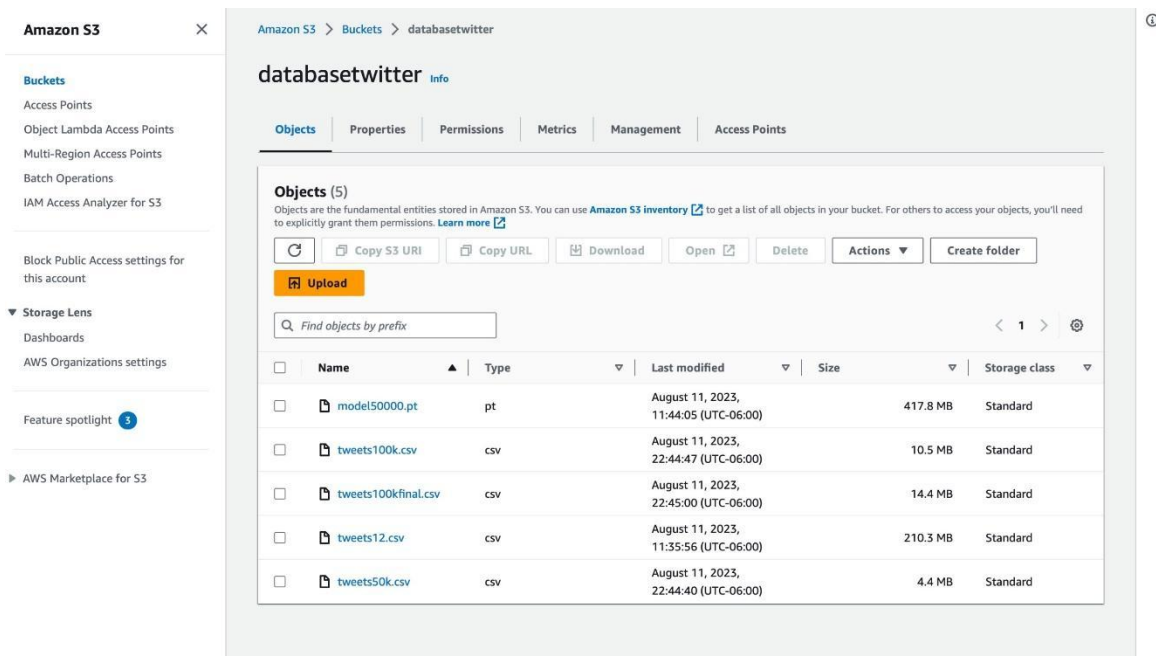 Amazon S3
Buckets
Access Points
Object Lambda Access Points
Multi-Region Access Points
Batch Operations
IAM Access Analyzer for S3
Block Public Access settings for
this account
Storage Lens
Dashboards
AWS Organizations settings
Feature spotlight 3
AWS Marketplace for S3
Amazon S3 > Buckets > databasetwitter
databasetwitter Info
Objects Properties Permissions Metrics Management Access Points
Objects (5)
Objects are the fundamental entities stored in Amazon S3. You can use Amazon S3 inventory to get a list of all objects in your bucket. For others to access your objects, you'll need
to explicitly grant them permissions. Learn more
Copy S3 URI Copy URL Download Open Delete Actions Create folder
Upload
Find objects by prefix
1
Name Type Last modified Size Storage class
model50000.pt pt August 11, 2023, 417.8 MB Standard
11:44:05 (UTC-06:00)
tweets100k.csv csv August 11, 2023, 10.5 MB Standard
22:44:47 (UTC-06:00)
tweets100kfinal.csv csv August 11, 2023, 14.4 MB Standard
22:45:00 (UTC-06:00)
tweets12.csv csv August 11, 2023, 210.3 MB Standard
11:35:56 (UTC-06:00)
tweets50k.csv csv August 11, 2023, 4.4 MB Standard
22:44:40 (UTC-06:00)